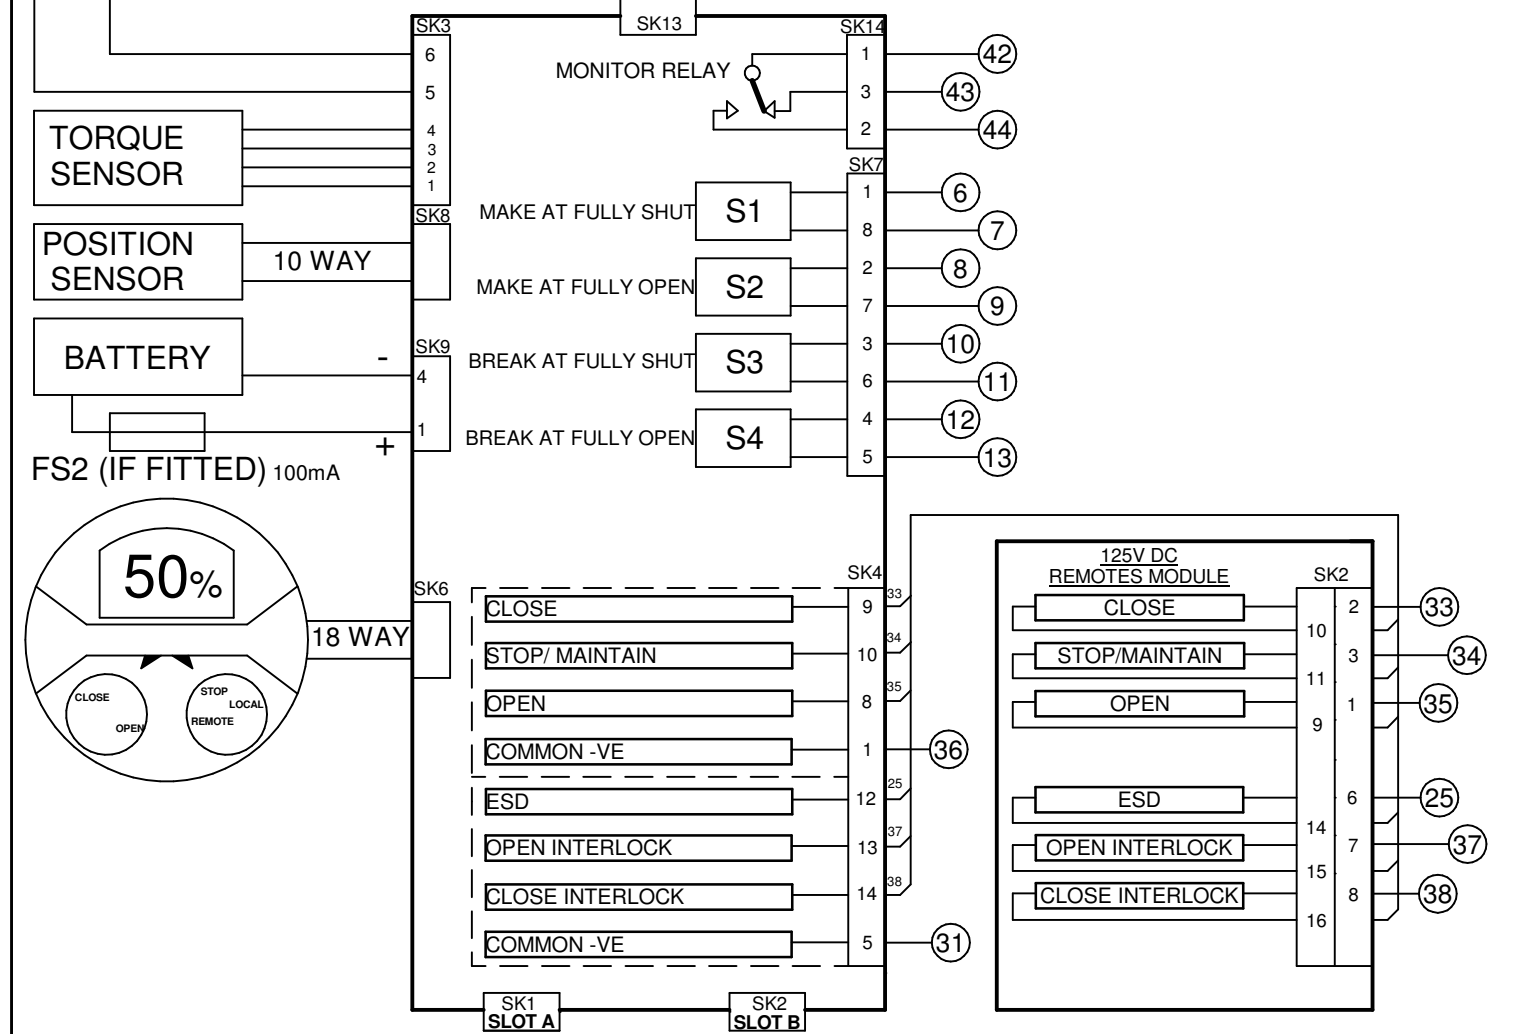 SK13
SK3
6
5
4
3
2
1
TORQUE
SENSOR
SK8
POSITION
SENSOR
10 WAY
BATTERY
-
SK9
4
1
+
FS2 (IF FITTED) 100mA
50%
CLOSE
OPEN
STOP
LOCAL
REMOTE
18 WAY
SK6
MONITOR RELAY
SK14
1
42
3
43
2
44
SK7
MAKE AT FULLY SHUT
S1
1
6
8
7
MAKE AT FULLY OPEN
S2
2
8
7
9
BREAK AT FULLY SHUT
S3
3
10
6
11
BREAK AT FULLY OPEN
S4
4
12
5
13
SK4
CLOSE
9
33
STOP/ MAINTAIN
10
34
OPEN
8
35
COMMON -VE
1
36
ESD
12
25
OPEN INTERLOCK
13
37
CLOSE INTERLOCK
14
38
COMMON -VE
5
31
SK1
SLOT A
SK2
SLOT B
125V DC
REMOTES MODULE
SK2
CLOSE
2
33
10
STOP/MAINTAIN
3
34
11
OPEN
1
35
9
ESD
6
25
14
OPEN INTERLOCK
7
37
15
CLOSE INTERLOCK
8
38
16